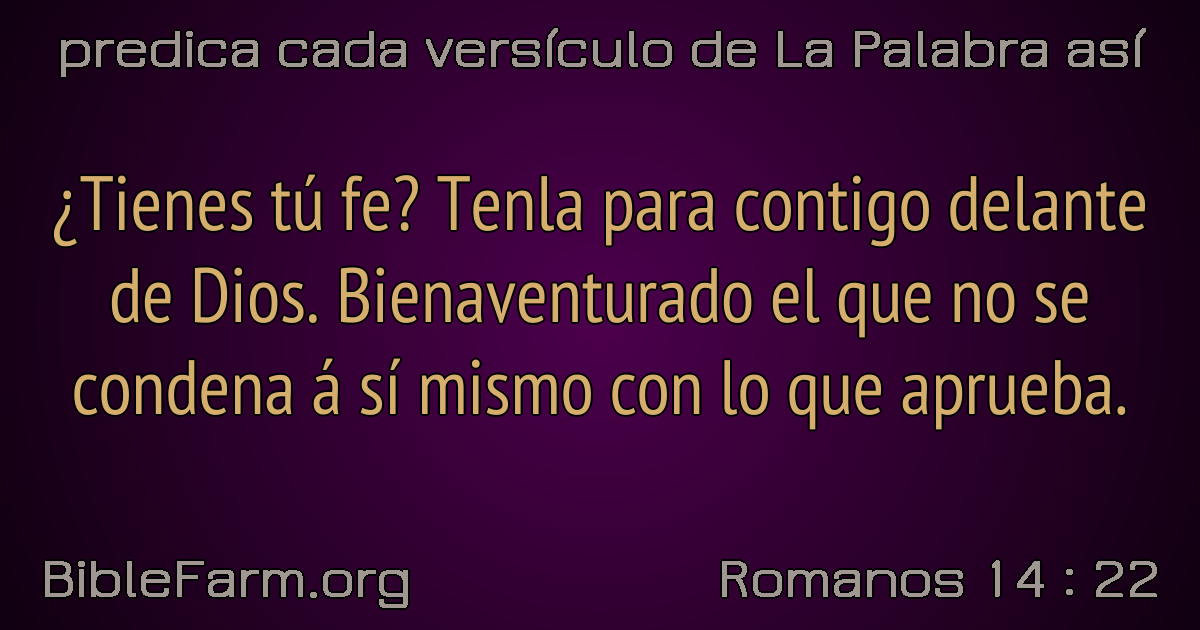 predica cada versículo de La Palabra así
¿Tienes tú fe? Tenla para contigo delante
de Dios. Bienaventurado el que no se
condena á sí mismo con lo que aprueba.
BibleFarm.org
Romanos 14 : 22